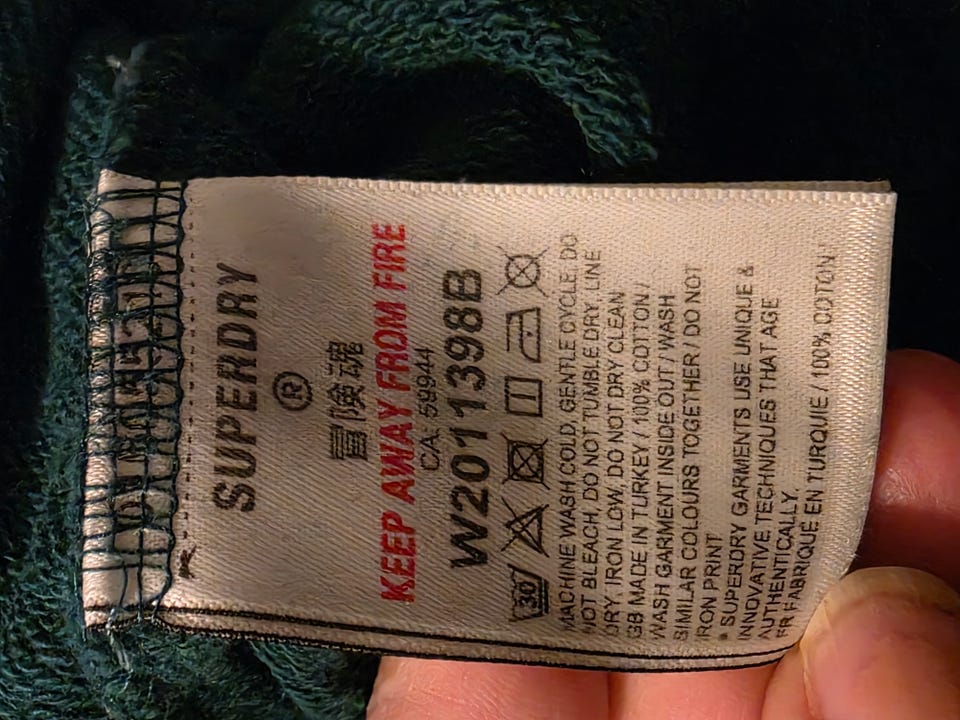 SUPERDRY
®
冒険魂
KEEP AWAY FROM FIRE
CA: 59944
W2011398B
30
MACHINE WASH COLD, GENTLE CYCLE, DO
NOT BLEACH, DO NOT TUMBLE DRY, LINE
DRY, IRON LOW, DO NOT DRY CLEAN
GB MADE IN TURKEY / 100% COTTON /
WASH GARMENT INSIDE OUT / WASH
SIMILAR COLOURS TOGETHER / DO NOT
IRON PRINT
* SUPERDRY GARMENTS USE UNIQUE &
INNOVATIVE TECHNIQUES THAT AGE
AUTHENTICALLY.
FR FABRIQUÉ EN TURQUIE / 100% COTON,